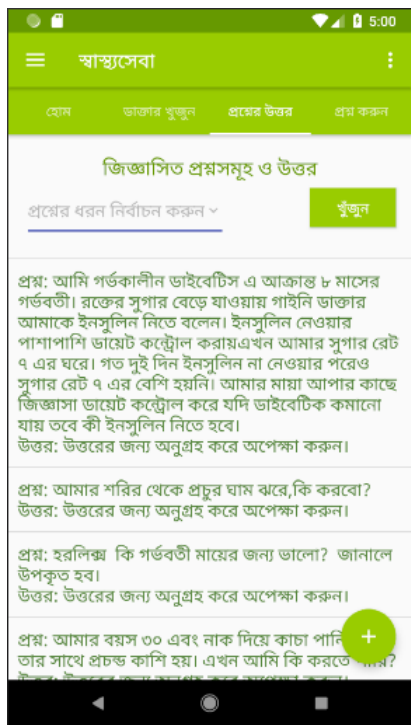 5:00
স্বাস্থ্যসেবা
হোম ডাক্তার খুজুন প্রশ্নের উত্তর প্রশ্ন করুন
জিজ্ঞাসিত প্রশ্নসমূহ ও উত্তর
প্রশ্নের ধরন নির্বাচন করুন
খুঁজুন
প্রশ্ন: আমি গর্ভকালীন ডাইবেটিস এ আক্রান্ত ৮ মাসের
গর্ভবতী। রক্তের সুগার বেড়ে যাওয়ায় গাইনি ডাক্তার
আমাকে ইনসুলিন নিতে বলেন। ইনসুলিন নেওয়ার
পাশাপাশি ডায়েট কন্ট্রোল করায়এখন আমার সুগার রেট
৭ এর ঘরে। গত দুই দিন ইনসুলিন না নেওয়ার পরেও
সুগার রেট ৭ এর বেশি হয়নি। আমার মায়া আপার কাছে
জিজ্ঞাসা ডায়েট কন্ট্রোল করে যদি ডাইবেটিক কমানো
যায় তবে কী ইনসুলিন নিতে হবে।
উত্তর: উত্তরের জন্য অনুগ্রহ করে অপেক্ষা করুন।
প্রশ্ন: আমার শরির থেকে প্রচুর ঘাম ঝরে,কি করবো?
উত্তর: উত্তরের জন্য অনুগ্রহ করে অপেক্ষা করুন।
প্রশ্ন: হরলিক্স কি গর্ভবতী মায়ের জন্য ভালো? জানালে
উপকৃত হব।
উত্তর: উত্তরের জন্য অনুগ্রহ করে অপেক্ষা করুন।
প্রশ্ন: আমার বয়স ৩০ এবং নাক দিয়ে কাচা পানি
তার সাথে প্রচন্ড কাশি হয়। এখন আমি কি করতে